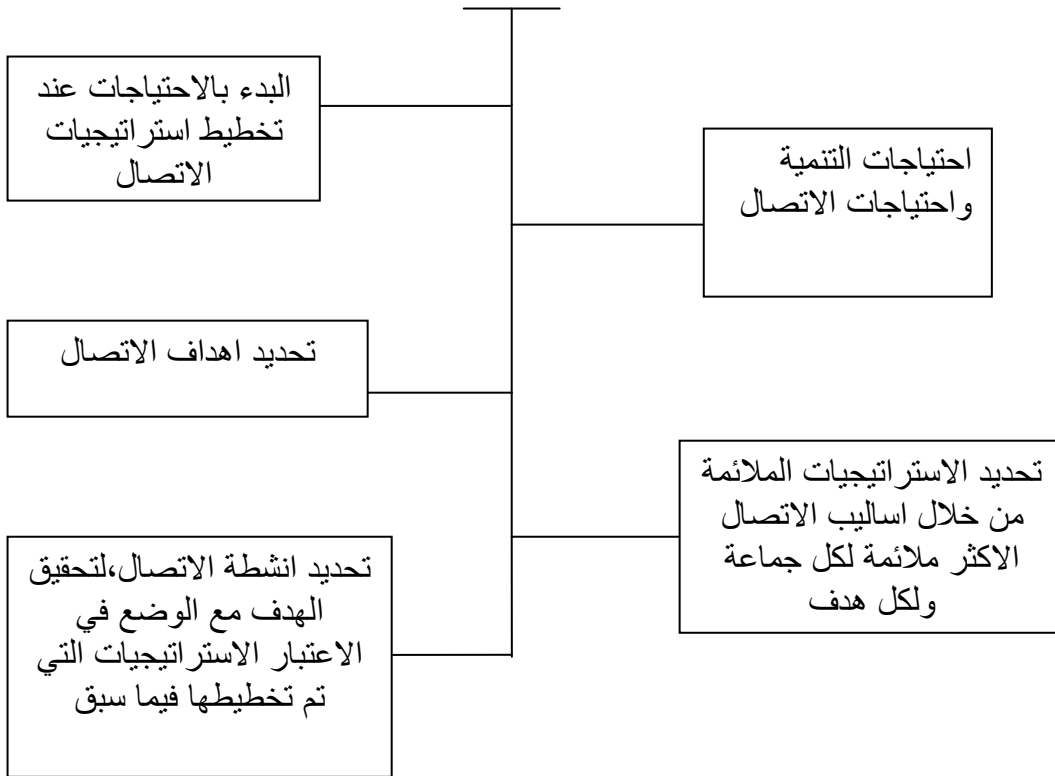 البدء بالاحتياجات عند
تخطيط استراتيجيات
الاتصال
احتياجات التنمية
واحتياجات الاتصال
تحديد اهداف الاتصال
تحديد الاستراتيجيات الملائمة
من خلال اساليب الاتصال
الاكثر ملائمة لكل جماعة
ولكل هدف
تحديد انشطة الاتصال،لتحقيق
الهدف مع الوضع في
الاعتبار الاستراتيجيات التي
تم تخطيطها فيما سبق